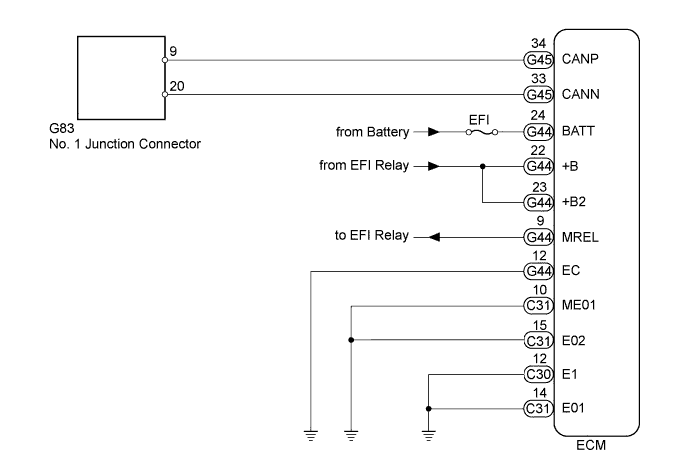 34
9
G45 CANP
33
20
G45 CANN
G83
No. 1 Junction Connector
24
EFI
from Battery G44 BATT
22
from EFI Relay G44 +B
23
G44 +B2
9
to EFI Relay G44 MREL
12
G44 EC
10
C31 ME01
15
C31 E02
12
C30 E1
14
C31 E01
ECM